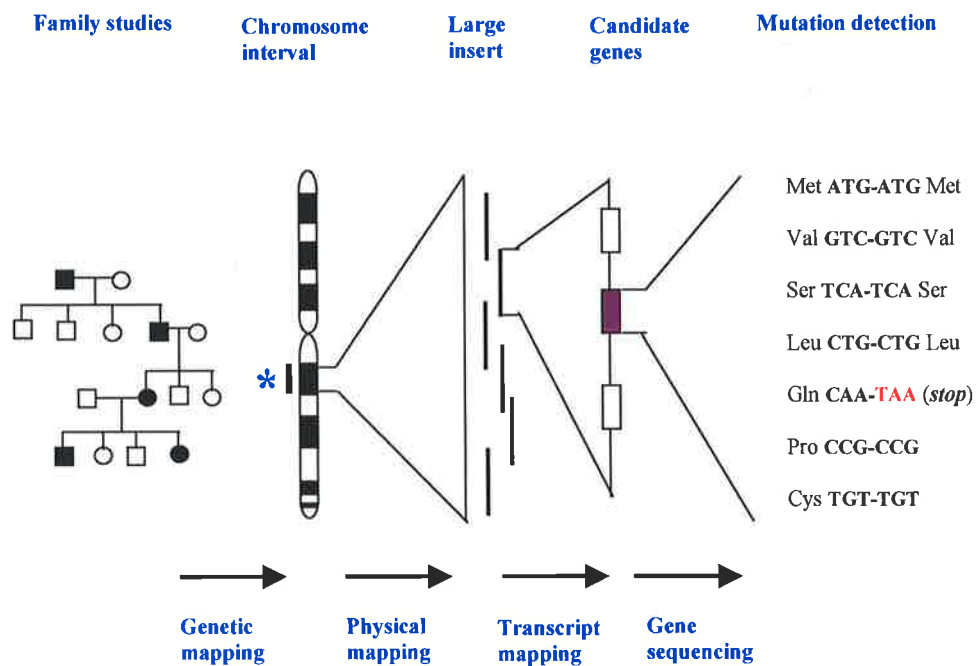 Family studies
Chromosome
interval
Large
insert
Candidate
genes
Mutation detection
Met ATG-ATG Met
Val GTC-GTC Val
Ser TCA-TCA Ser
Leu CTG-CTG Leu
*
Gln CAA-TAA (stop)
Pro CCG-CCG
Cys TGT-TGT
Genetic
mapping
Physical
mapping
Transcript
mapping
Gene
sequencing